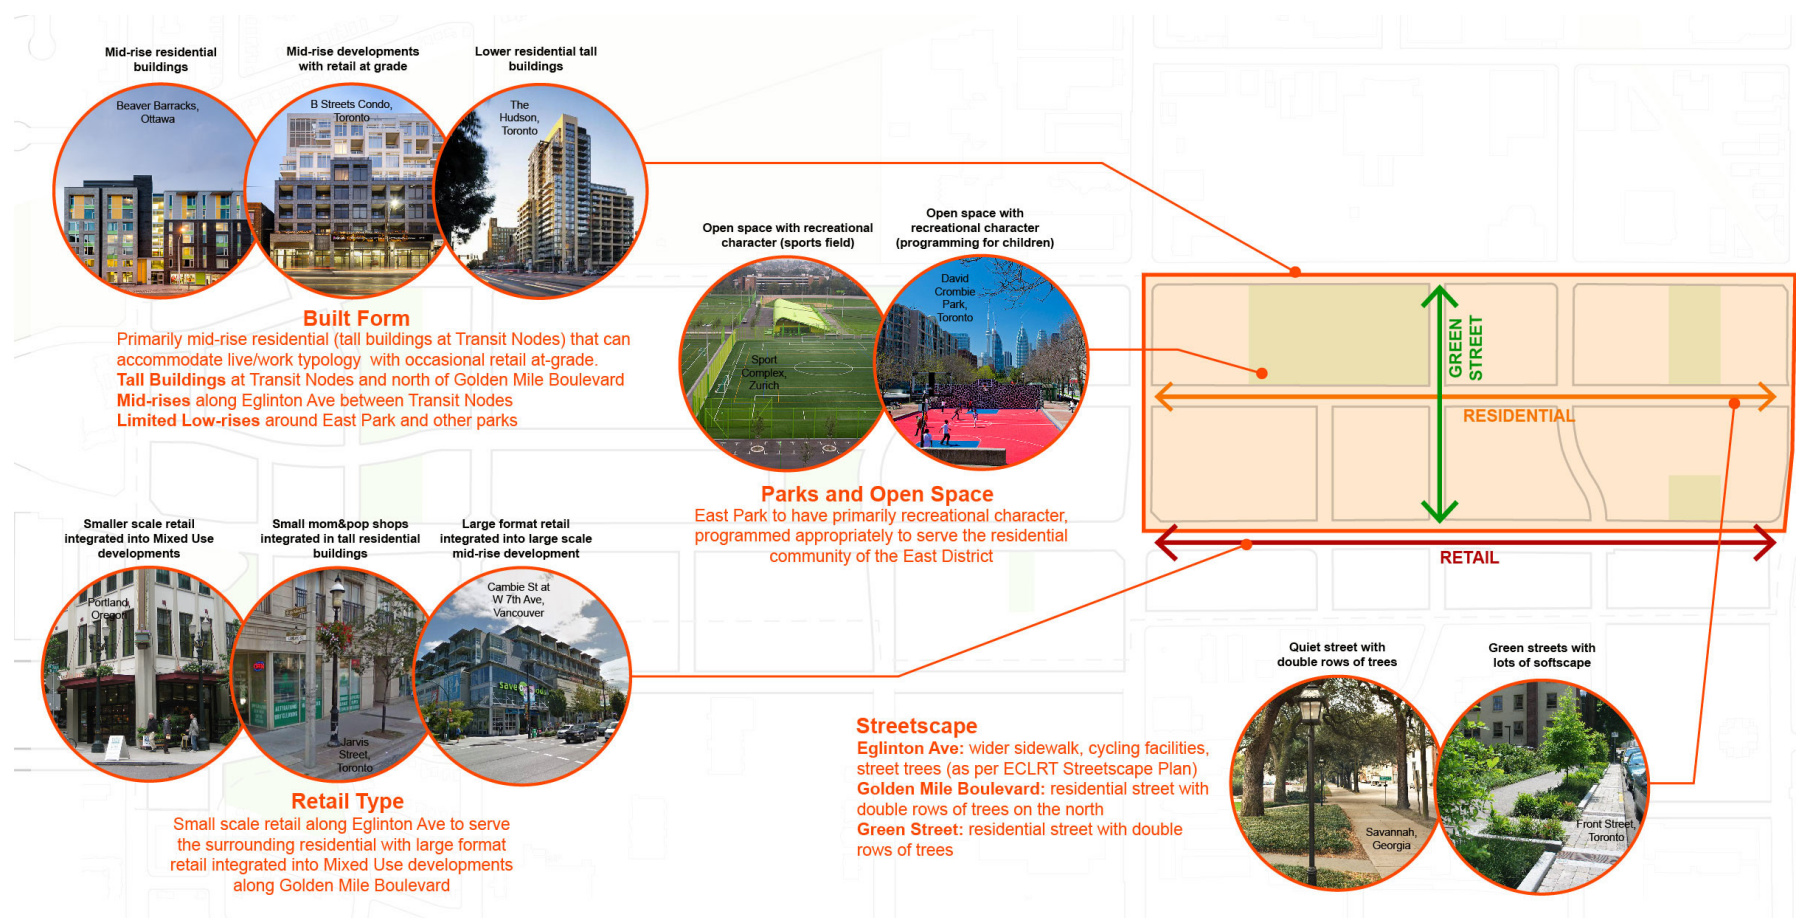 Mid-rise residential
buildings
Mid-rise developments
with retail at grade
Lower residential tall
buildings
Beaver Barracks,
Ottawa
B Streets Condo,
Toronto
The
Hudson,
Toronto
Built Form
Primarily mid-rise residential (tall buildings at Transit Nodes) that can
accommodate live/work typology with occasional retail at-grade.
Tall Buildings at Transit Nodes and north of Golden Mile Boulevard
Mid-rises along Eglinton Ave between Transit Nodes
Limited Low-rises around East Park and other parks
Open space with recreational
character (sports field)
Open space with
recreational character
(programming for children)
Sport
Complex,
Zurich
David
Crombie
Park,
Toronto
Parks and Open Space
East Park to have primarily recreational character,
programmed appropriately to serve the residential
community of the East District
GREEN
STREET
RESIDENTIAL
RETAIL
Smaller scale retail
integrated into Mixed Use
developments
Small mom&pop shops
integrated in tall residential
buildings
Large format retail
integrated into large scale
mid-rise development
Portland,
Oregon
Jarvis
Street,
Toronto
Cambie St at
W 7th Ave,
Vancouver
Retail Type
Small scale retail along Eglinton Ave to serve
the surrounding residential with large format
retail integrated into Mixed Use developments
along Golden Mile Boulevard
Streetscape
Eglinton Ave: wider sidewalk, cycling facilities,
street trees (as per ECLRT Streetscape Plan)
Golden Mile Boulevard: residential street with
double rows of trees on the north
Green Street: residential street with double
rows of trees
Quiet street with
double rows of trees
Green streets with
lots of softscape
Savannah,
Georgia
Front Street,
Toronto